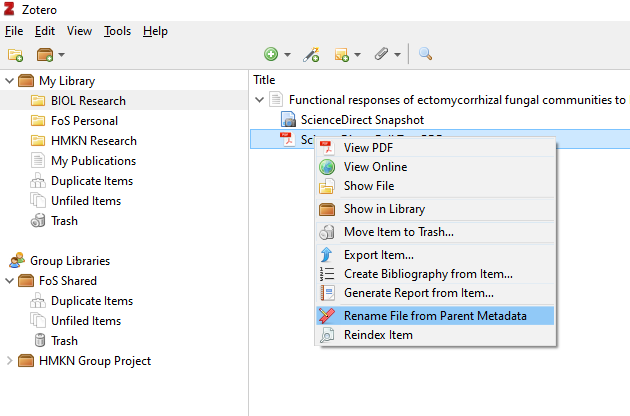 Zotero
File Edit View Tools Help
My Library
BIOL Research
FoS Personal
HMKN Research
My Publications
Duplicate Items
Unfiled Items
Trash
Group Libraries
FoS Shared
Duplicate Items
Unfiled Items
Trash
HMKN Group Project
Title
Functional responses of ectomycorrhizal fungal communities to
ScienceDirect Snapshot
View PDF
View Online
Show File
Show in Library
Move Item to Trash...
Export Item...
Create Bibliography from Item...
Generate Report from Item...
Rename File from Parent Metadata
Reindex Item